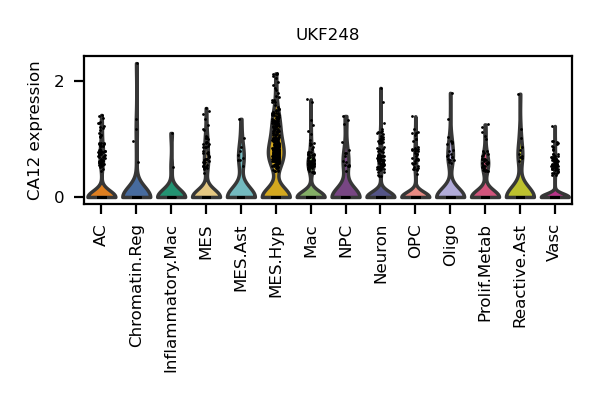 UKF248
CA12 expression
2
0
AC
Chromatin.Reg
Inflammatory.Mac
MES
MES.Ast
MES.Hyp
Mac
NPC
Neuron
OPC
Oligo
Prolif.Metab
Reactive.Ast
Vasc